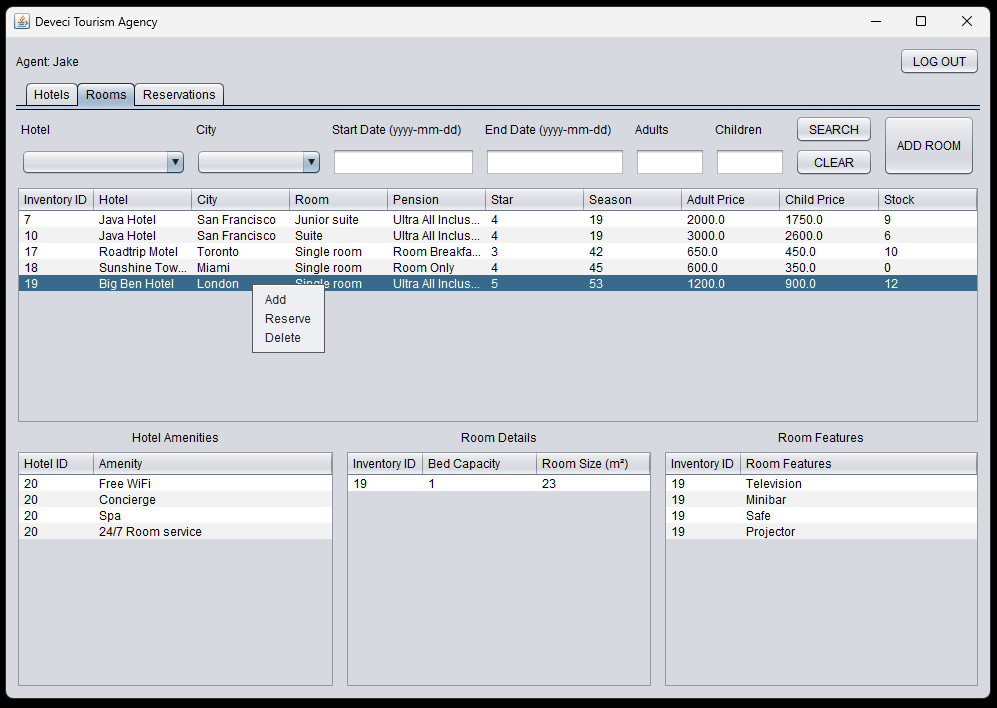 Deveci Tourism Agency
Agent: Jake
LOG OUT
Hotels Rooms Reservations
Hotel City Start Date (yyyy-mm-dd) End Date (yyyy-mm-dd) Adults Children SEARCH
CLEAR
ADD ROOM
Inventory ID Hotel City Room Pension Star Season Adult Price Child Price Stock
7 Java Hotel San Francisco Junior suite Ultra All Inclus... 4 19 2000.0 1750.0 9
10 Java Hotel San Francisco Suite Ultra All Inclus... 4 19 3000.0 2600.0 6
17 Roadtrip Motel Toronto Single room Room Breakfa... 3 42 650.0 450.0 10
18 Sunshine Tow... Miami Single room Room Only 4 45 600.0 350.0 0
19 Big Ben Hotel London Single room Ultra All Inclus... 5 53 1200.0 900.0 12
Add
Reserve
Delete
Hotel Amenities
Hotel ID Amenity
20 Free WiFi
20 Concierge
20 Spa
20 24/7 Room service
Room Details
Inventory ID Bed Capacity Room Size (m²)
19 1 23
Room Features
Inventory ID Room Features
19 Television
19 Minibar
19 Safe
19 Projector